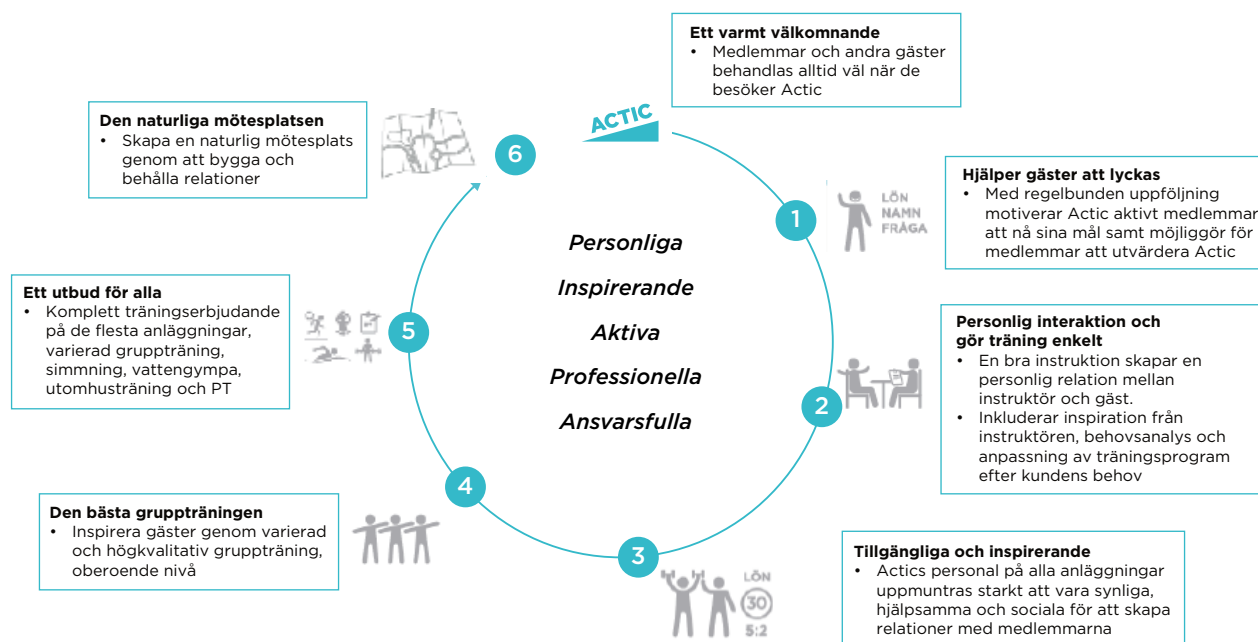 Ett varmt välkomnande
• Medlemmar och andra gäster
behandlas alltid väl när de
besöker Actic
ACTIC
Den naturliga mötesplatsen
• Skapa en naturlig mötesplats
genom att bygga och
behålla relationer
6
Hjälper gäster att lyckas
• Med regelbunden uppföljning
motiverar Actic aktivt medlemmar
att nå sina mål samt möjliggör för
medlemmar att utvärdera Actic
1
LÖN
NAMN
FRÅGA
Personliga
Inspirerande
Aktiva
Professionella
Ansvarsfulla
Ett utbud för alla
• Komplett träningserbjudande
på de flesta anläggningar,
varierad gruppträning,
simmning, vattengympa,
utomhusträning och PT
5
Personlig interaktion och
gör träning enkelt
• En bra instruktion skapar en
personlig relation mellan
instruktör och gäst.
• Inkluderar inspiration från
instruktören, behovsanalys och
anpassning av träningsprogram
efter kundens behov
2
4
Den bästa gruppträningen
• Inspirera gäster genom varierad
och högkvalitativ gruppträning,
oberoende nivå
3
LÖN
30
5:2
Tillgängliga och inspirerande
• Actics personal på alla anläggningar
uppmuntras starkt att vara synliga,
hjälpsamma och sociala för att skapa
relationer med medlemmarna